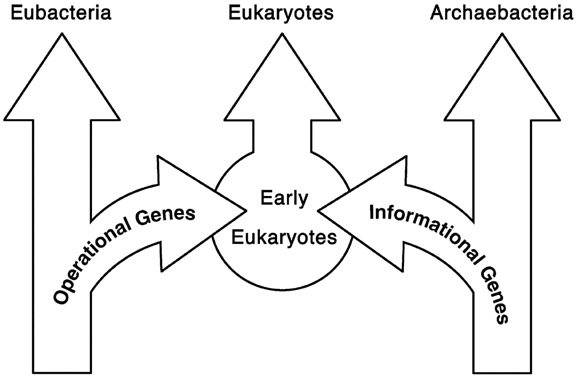 Eubacteria
Eukaryotes
Archaebacteria
Operational Genes
Early
Eukaryotes
Informational Genes